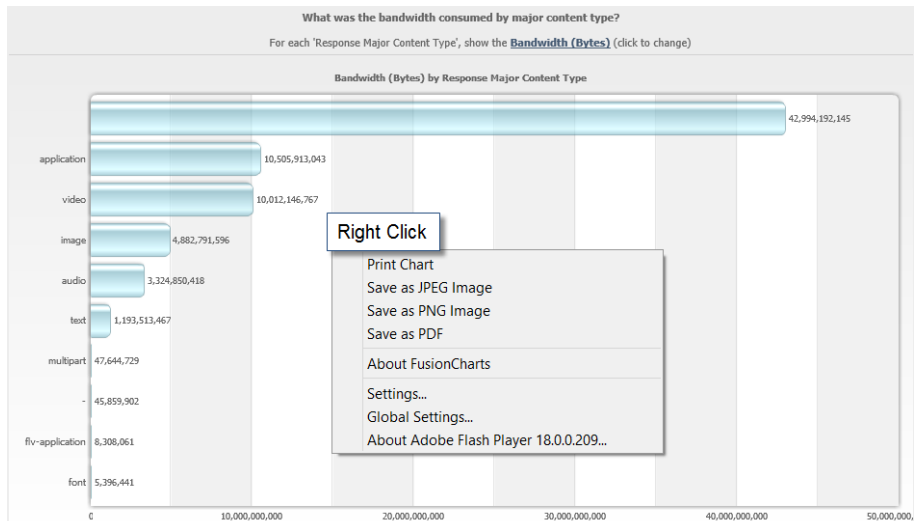 What was the bandwidth consumed by major content type?
For each 'Response Major Content Type', show the Bandwidth (Bytes) (click to change)
Bandwidth (Bytes) by Response Major Content Type
42,994,192,145
application 10,505,913,043
video 10,012,146,767
Right Click
image 4,882,791,596
Print Chart
audio 3,324,850,418
Save as JPEG Image
Save as PNG Image
text 1,193,513,467
Save as PDF
multipart 47,644,729
About FusionCharts
- 45,859,902
Settings...
Global Settings...
flv-application 8,308,061
About Adobe Flash Player 18.0.0.209...
font 5,396,441
0 10,000,000,000 20,000,000,000 30,000,000,000 40,000,000,000 50,000,000,